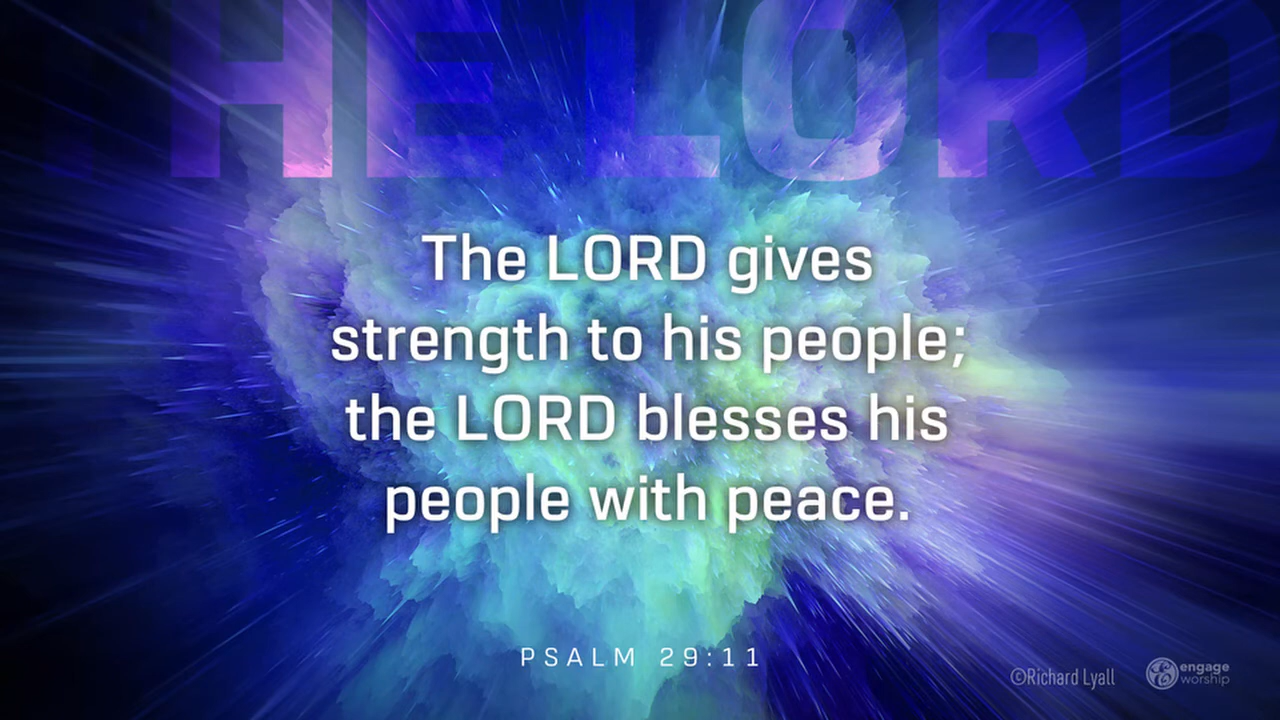 THE LORD
The LORD gives
strength to his people;
the LORD blesses his
people with peace.
PSALM 29:11
©Richard Lyall
engage
worship